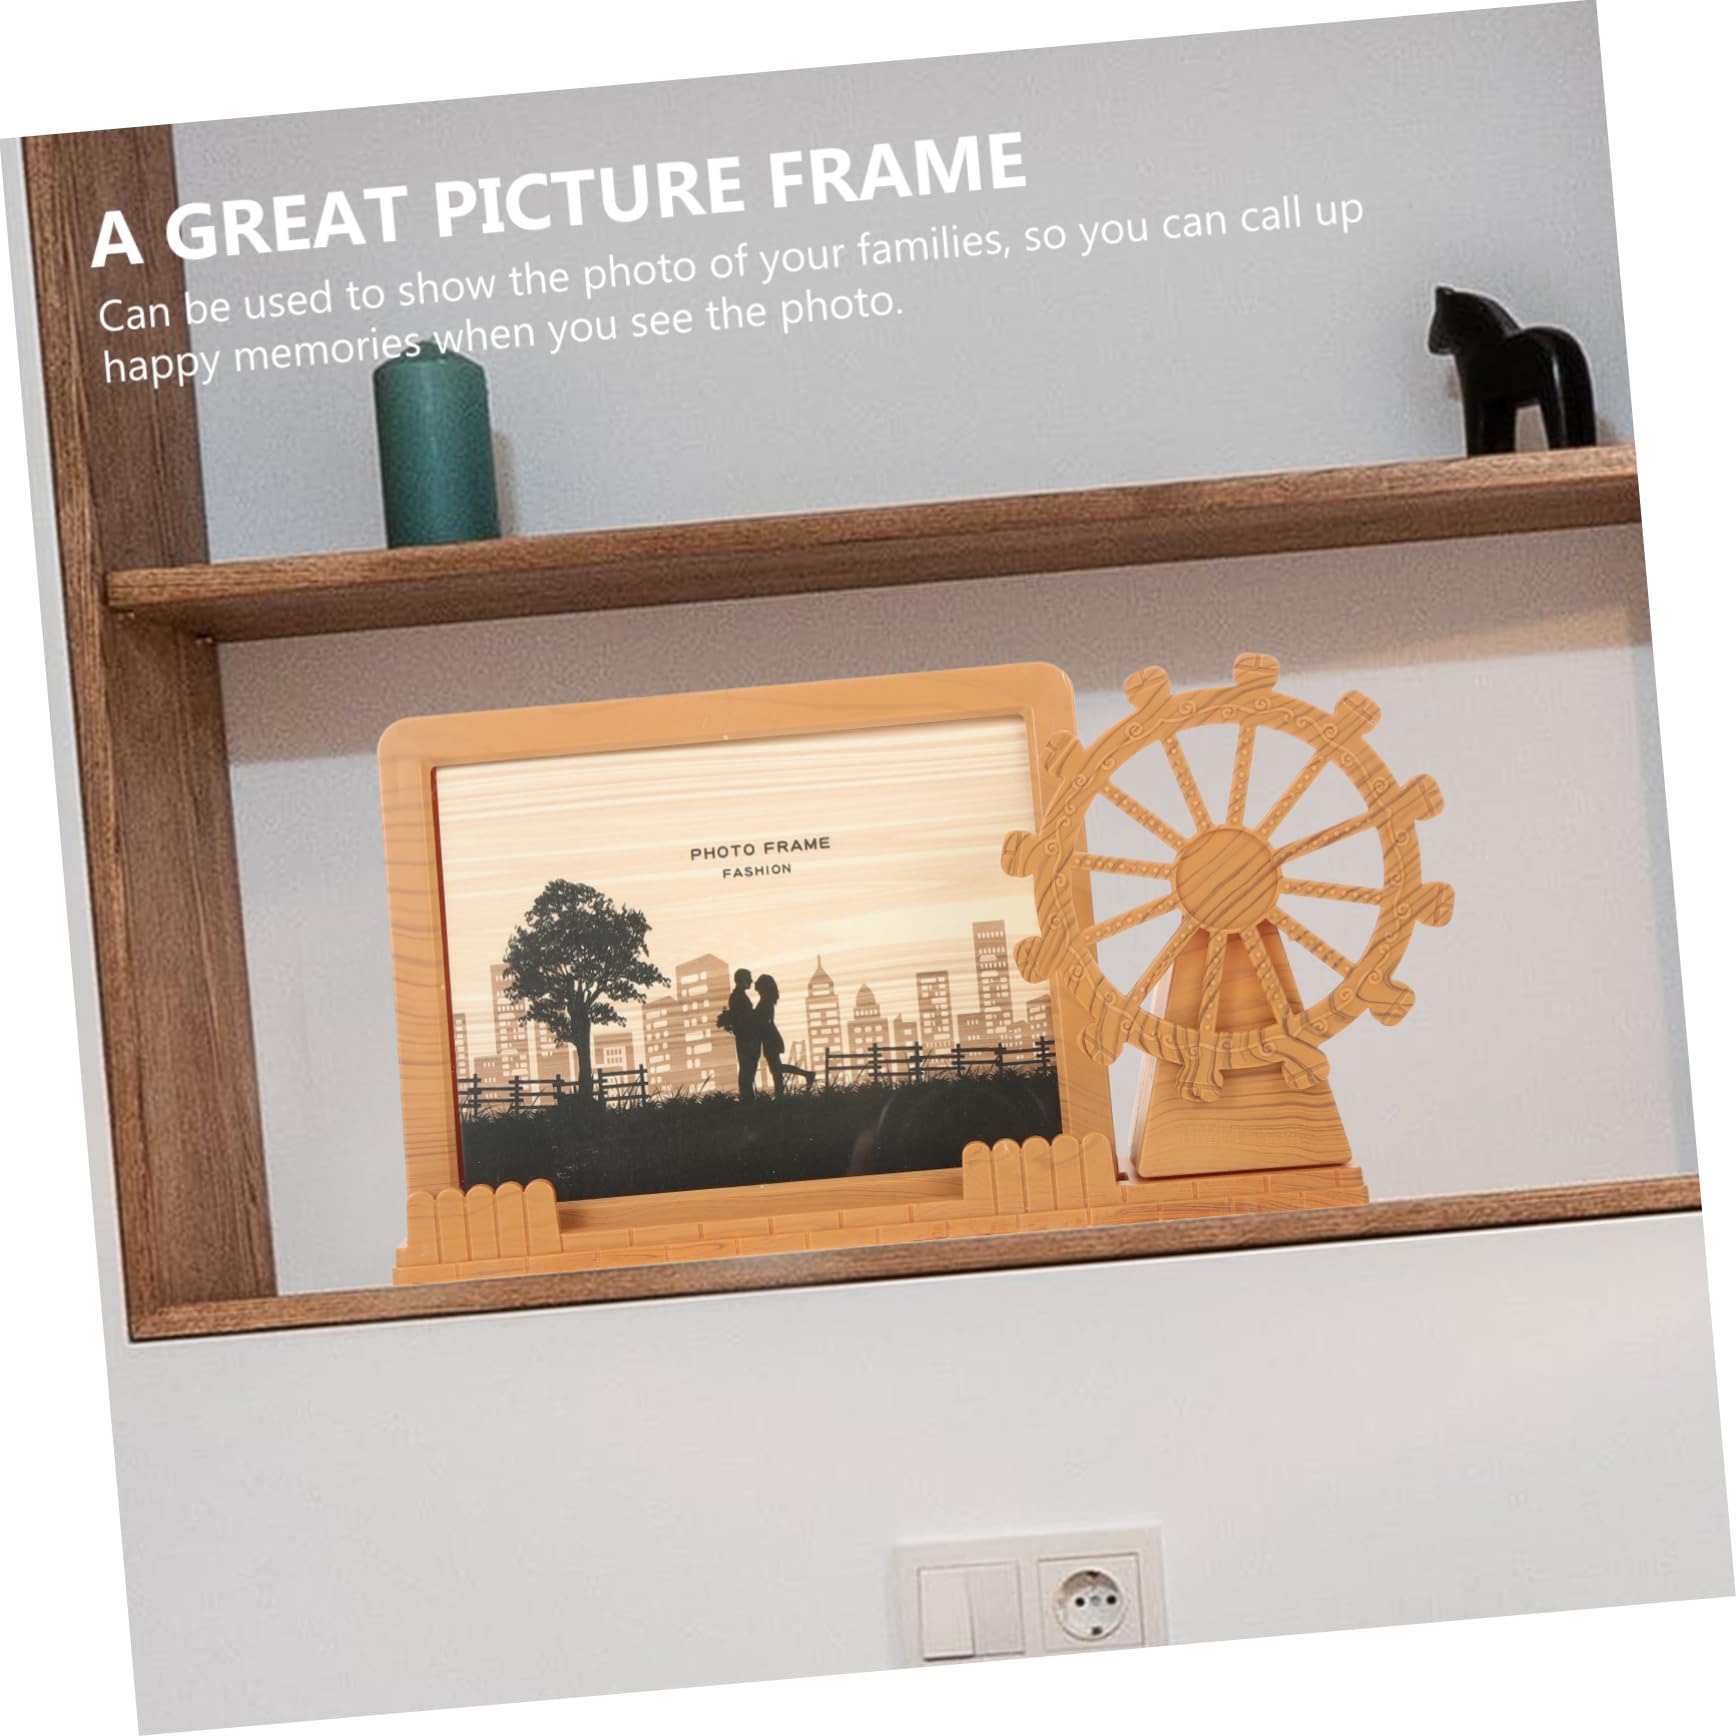 A GREAT PICTURE FRAME
Can be used to show the photo of your families, so you can call up
happy memories when you see the photo.
PHOTO FRAME
FASHION